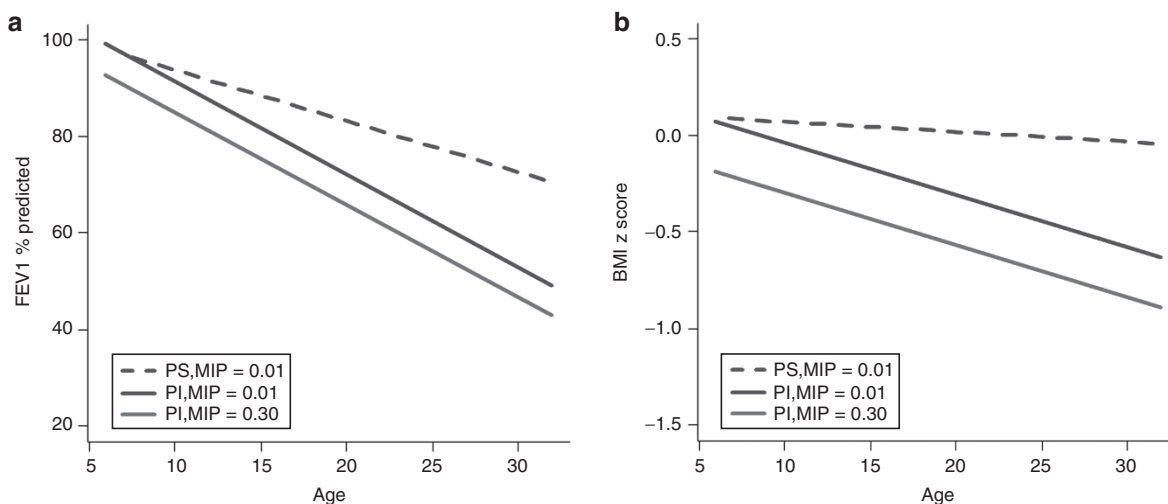 a
100
80
60
40
20
FEV1 % predicted
PS,MIP = 0.01
PI,MIP = 0.01
PI,MIP = 0.30
5 10 15 20 25 30
Age
b
0.5
0.0
−0.5
−1.0
−1.5
BMI z score
PS,MIP = 0.01
PI,MIP = 0.01
PI,MIP = 0.30
5 10 15 20 25 30
Age